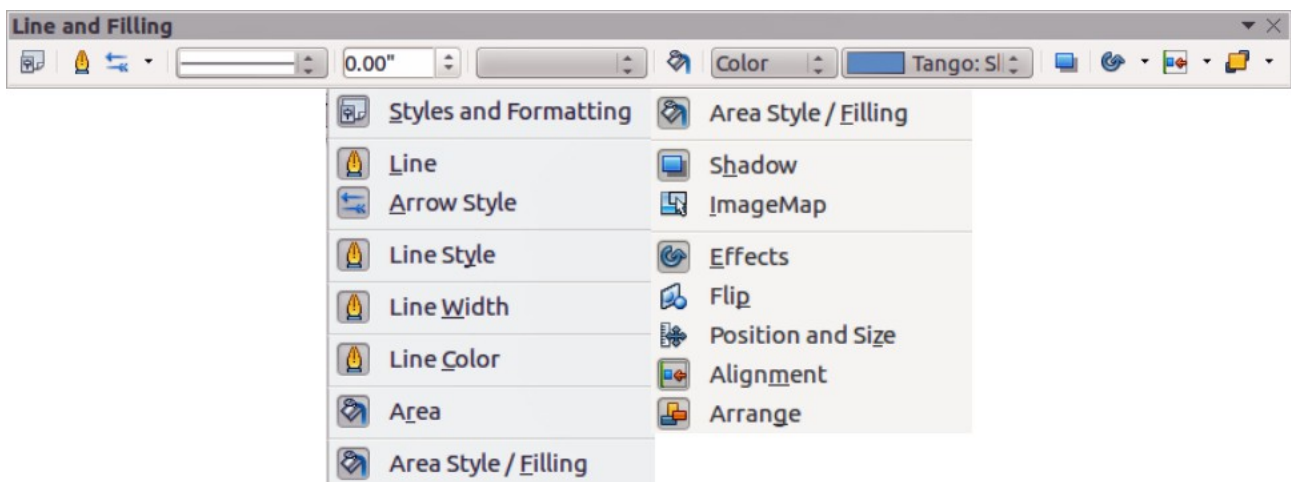 Line and Filling
0.00" Color Tango: Sl
Styles and Formatting
Line
Arrow Style
Line Style
Line Width
Line Color
Area
Area Style / Filling
Area Style / Filling
Shadow
ImageMap
Effects
Flip
Position and Size
Alignment
Arrange